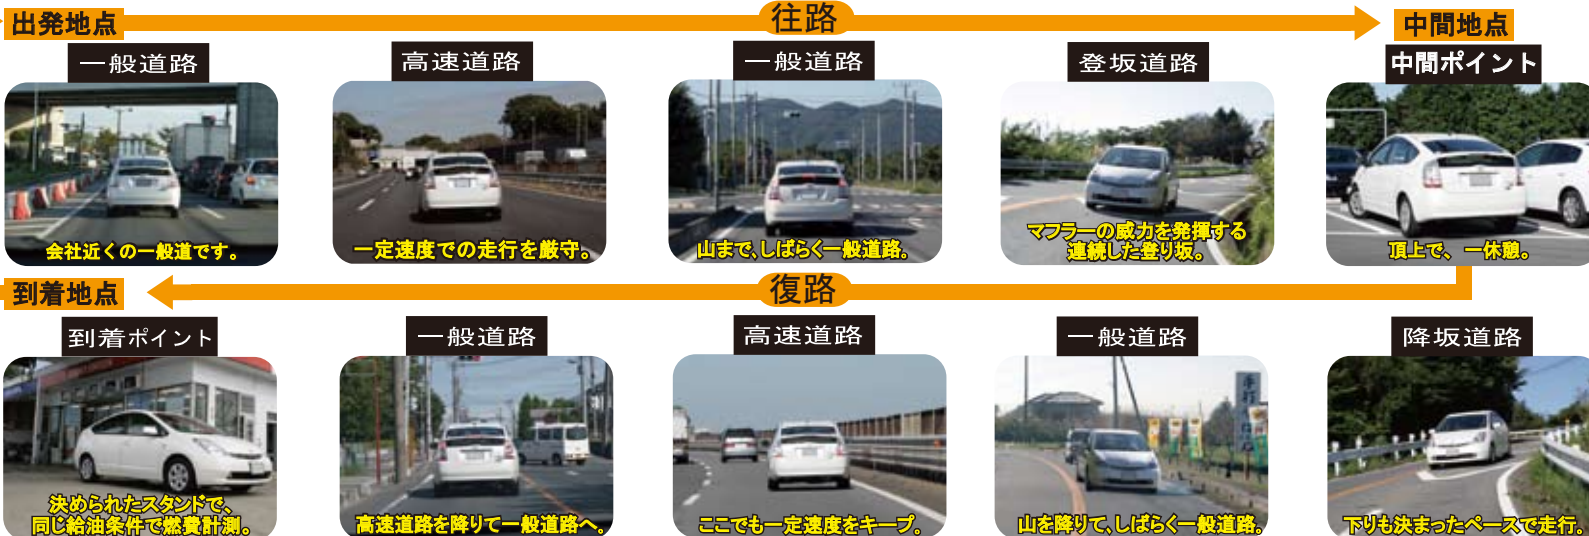 出発地点
往路
中間地点
一般道路
高速道路
一般道路
登坂道路
中間ポイント
会社近くの一般道です。
一定速度での走行を厳守。
山まで、しばらく一般道路。
マフラーの威力を発揮する
連続した登り坂。
頂上で、一休憩。
到着地点
復路
到着ポイント
一般道路
高速道路
一般道路
降坂道路
決められたスタンドで、
同じ給油条件で燃費計測。
高速道路を降りて一般道路へ。
ここでも一定速度をキープ。
山を降りて、しばらく一般道路。
下りも決まったペースで走行。